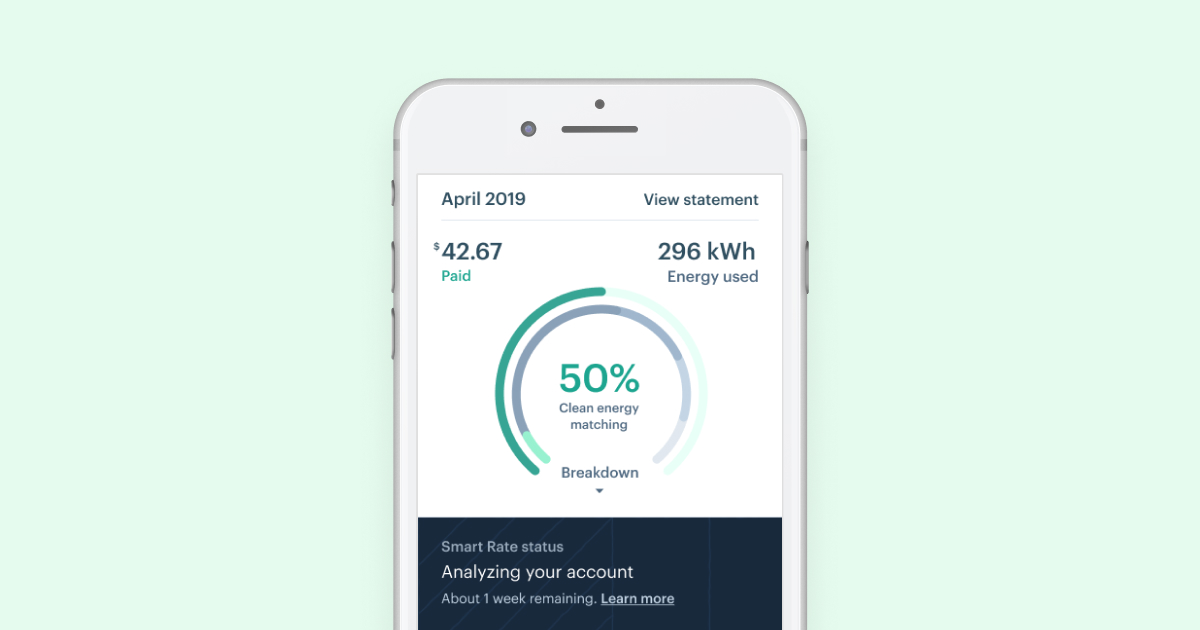 April 2019
View statement
$42.67
296 kWh
Paid
Energy used
50%
Clean energy
matching
Breakdown
Smart Rate status
Analyzing your account
About 1 week remaining. Learn more